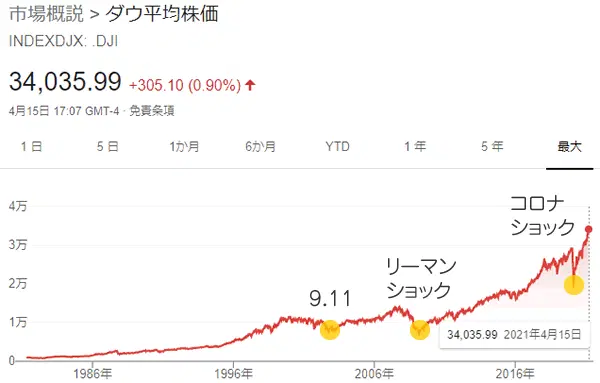 市場概説 > ダウ平均株価
INDEXDJX: .DJI
34,035.99 +305.10 (0.90%) ↑
4月15日 17:07 GMT-4 · 免責条項
1日 5日 1か月 6か月 YTD 1年 5年 最大
4万
3万
2万
1万
0
コロナ
ショック
リーマン
ショック
9.11
34,035.99 2021年4月15日
1986年 1996年 2006年 2016年